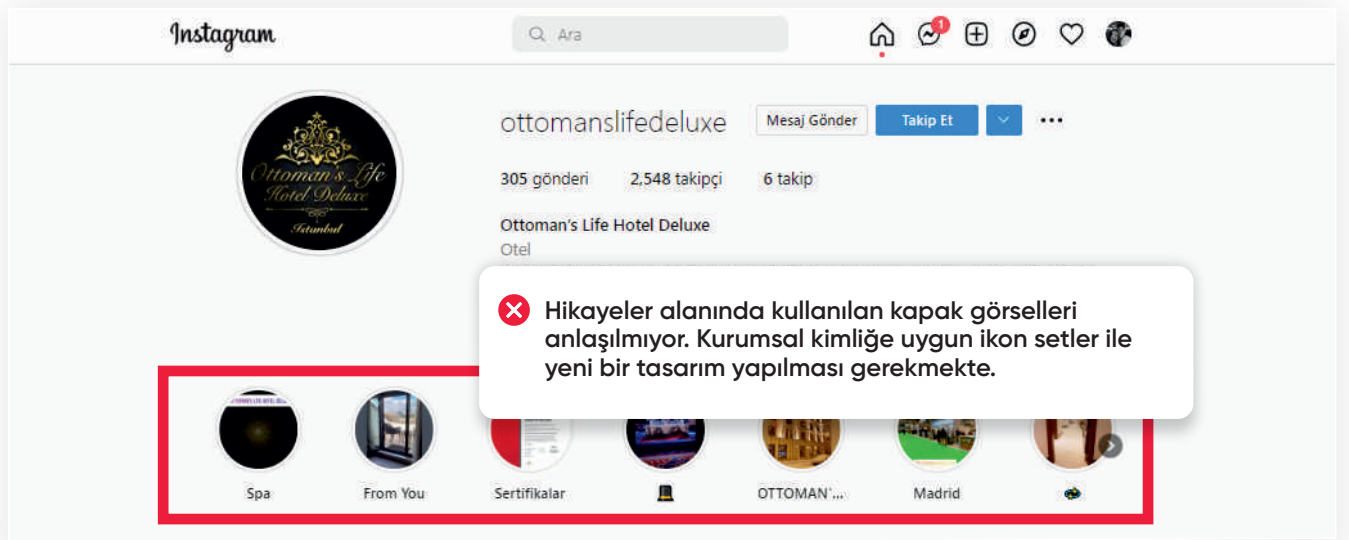 Instagram
Ara
1
ottomanslifedeluxe Mesaj Gönder Takip Et
305 gönderi 2,548 takipçi 6 takip
Ottoman's Life
Hotel Deluxe
Istanbul
Ottoman's Life Hotel Deluxe
Otel
Hikayeler alanında kullanılan kapak görselleri
anlaşılmıyor. Kurumsal kimliğe uygun ikon setler ile
yeni bir tasarım yapılması gerekmekte.
Spa From You Sertifikalar OTTOMAN'... Madrid